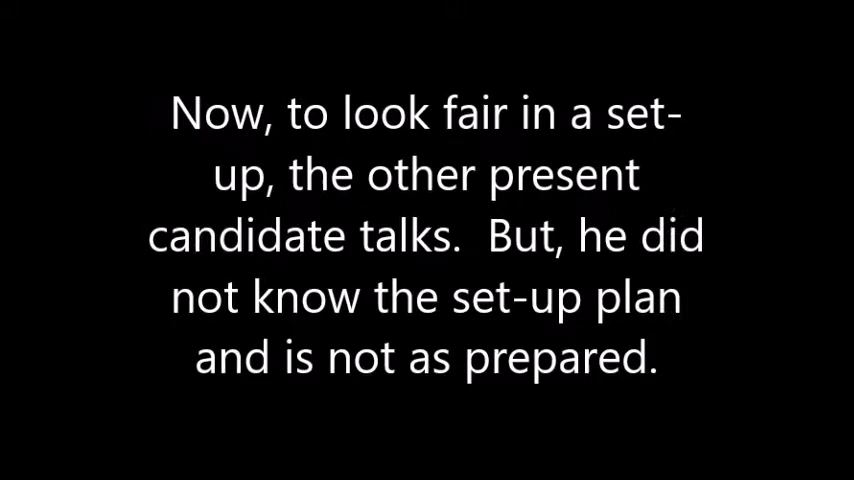 Now, to look fair in a set-
up, the other present
candidate talks.  But, he did
not know the set-up plan
and is not as prepared.